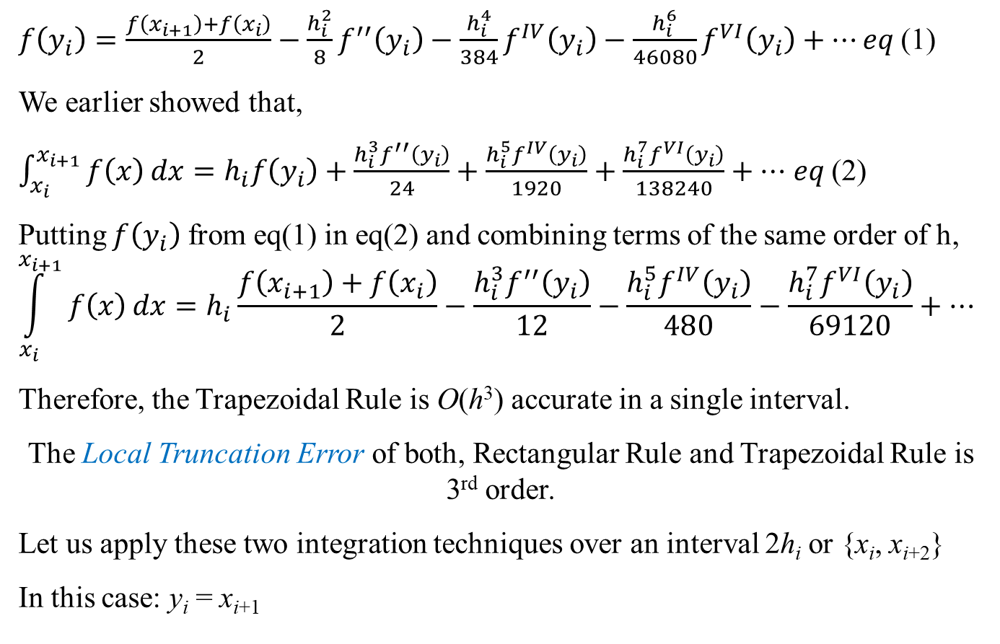 f(y_i) = \frac{f(x_{i+1})+f(x_i)}{2} - \frac{h_i^2}{8} f''(y_i) - \frac{h_i^4}{384} f^{IV}(y_i) - \frac{h_i^6}{46080} f^{VI}(y_i) + ⋯ eq (1)
We earlier showed that,
\int_{x_i}^{x_{i+1}} f(x) dx = h_i f(y_i) + \frac{h_i^3 f''(y_i)}{24} + \frac{h_i^5 f^{IV}(y_i)}{1920} + \frac{h_i^7 f^{VI}(y_i)}{138240} + ⋯ eq (2)
Putting f(y_i) from eq(1) in eq(2) and combining terms of the same order of h,
\int_{x_i}^{x_{i+1}} f(x) dx = h_i \frac{f(x_{i+1}) + f(x_i)}{2} - \frac{h_i^3 f''(y_i)}{12} - \frac{h_i^5 f^{IV}(y_i)}{480} - \frac{h_i^7 f^{VI}(y_i)}{69120} + ⋯
Therefore, the Trapezoidal Rule is O(h^3) accurate in a single interval.
The Local Truncation Error of both, Rectangular Rule and Trapezoidal Rule is
3rd order.
Let us apply these two integration techniques over an interval 2h_i or {x_i, x_{i+2}}
In this case: y_i = x_{i+1}